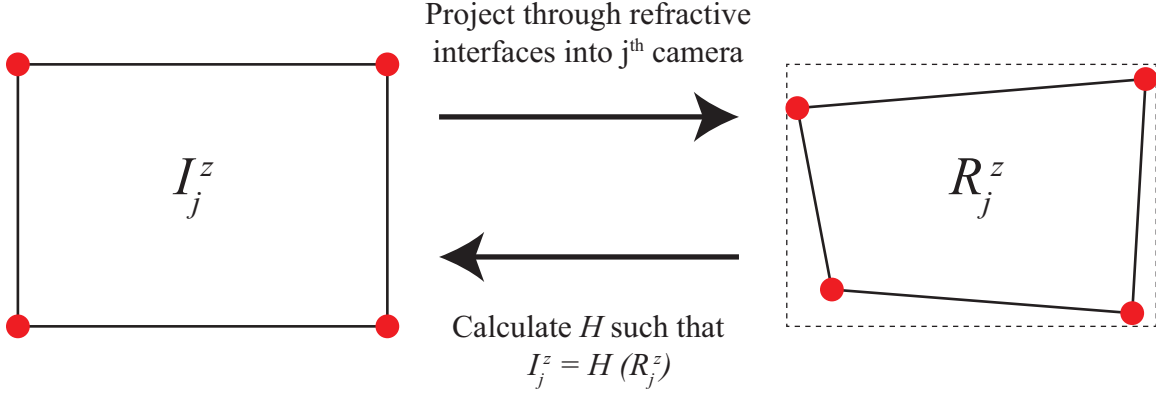 Project through refractive
interfaces into jth camera
I_j^z
R_j^z
Calculate H such that
I_j^z = H (R_j^z)